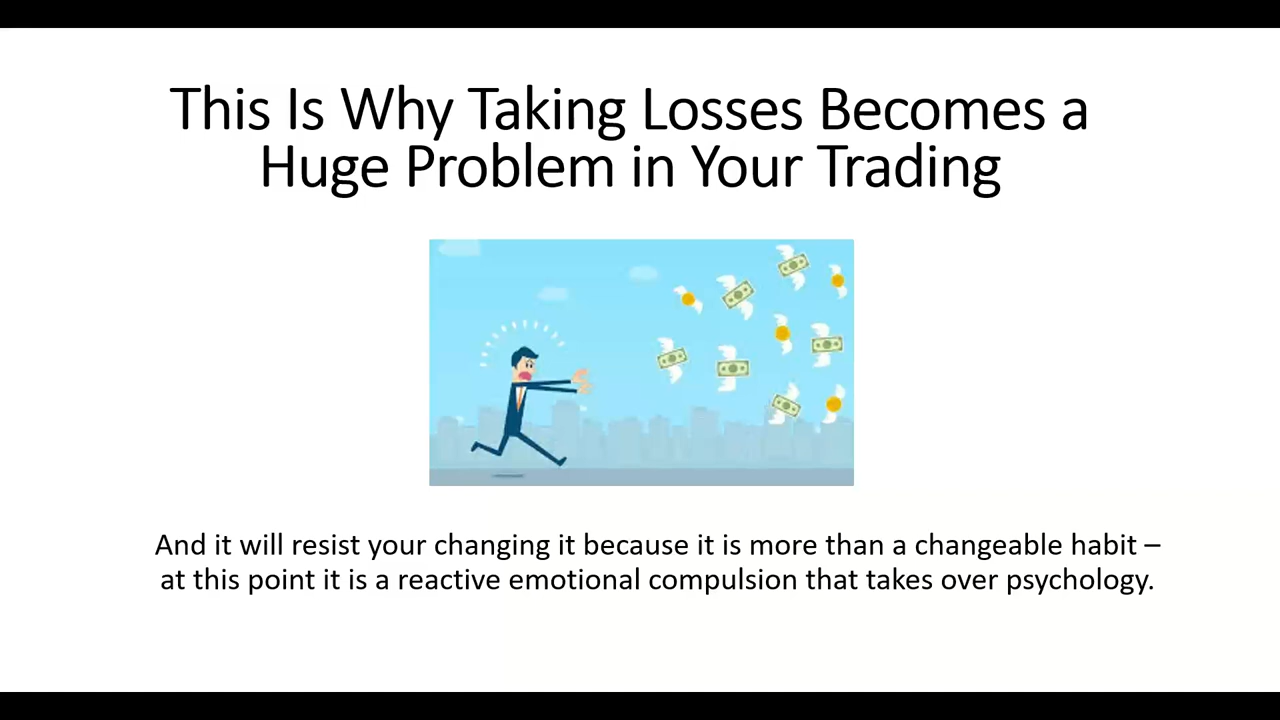 This Is Why Taking Losses Becomes a
Huge Problem in Your Trading
And it will resist your changing it because it is more than a changeable habit –
at this point it is a reactive emotional compulsion that takes over psychology.